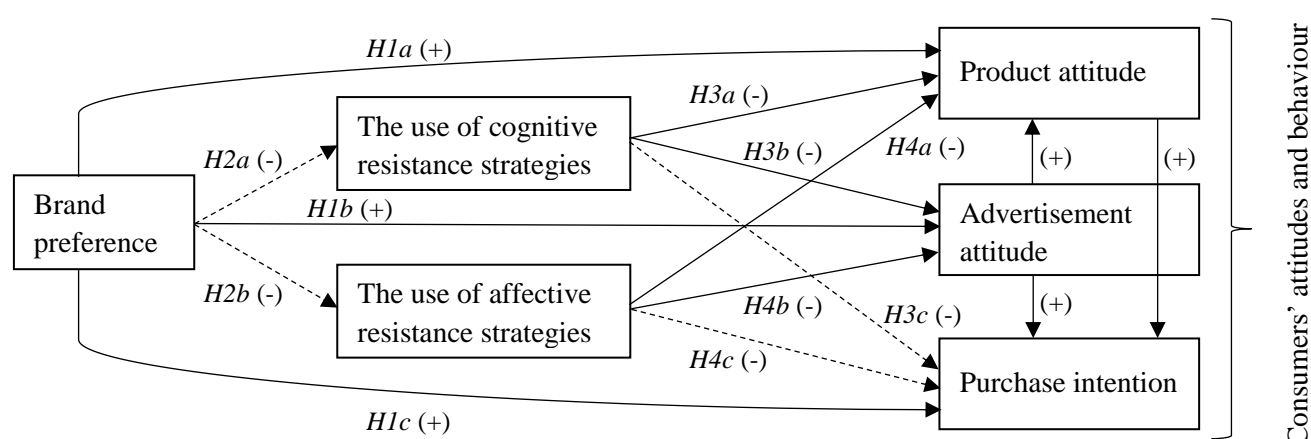 H1a (+)
Product attitude
H3a (-)
The use of cognitive
resistance strategies
H2a (-)
H3b (-)
H4a (-)
(+)
(+)
Brand
preference
H1b (+)
Advertisement
attitude
H2b (-)
The use of affective
resistance strategies
H4b (-)
H3c (-)
(+)
H4c (-)
Purchase intention
H1c (+)
Consumers' attitudes and behaviour